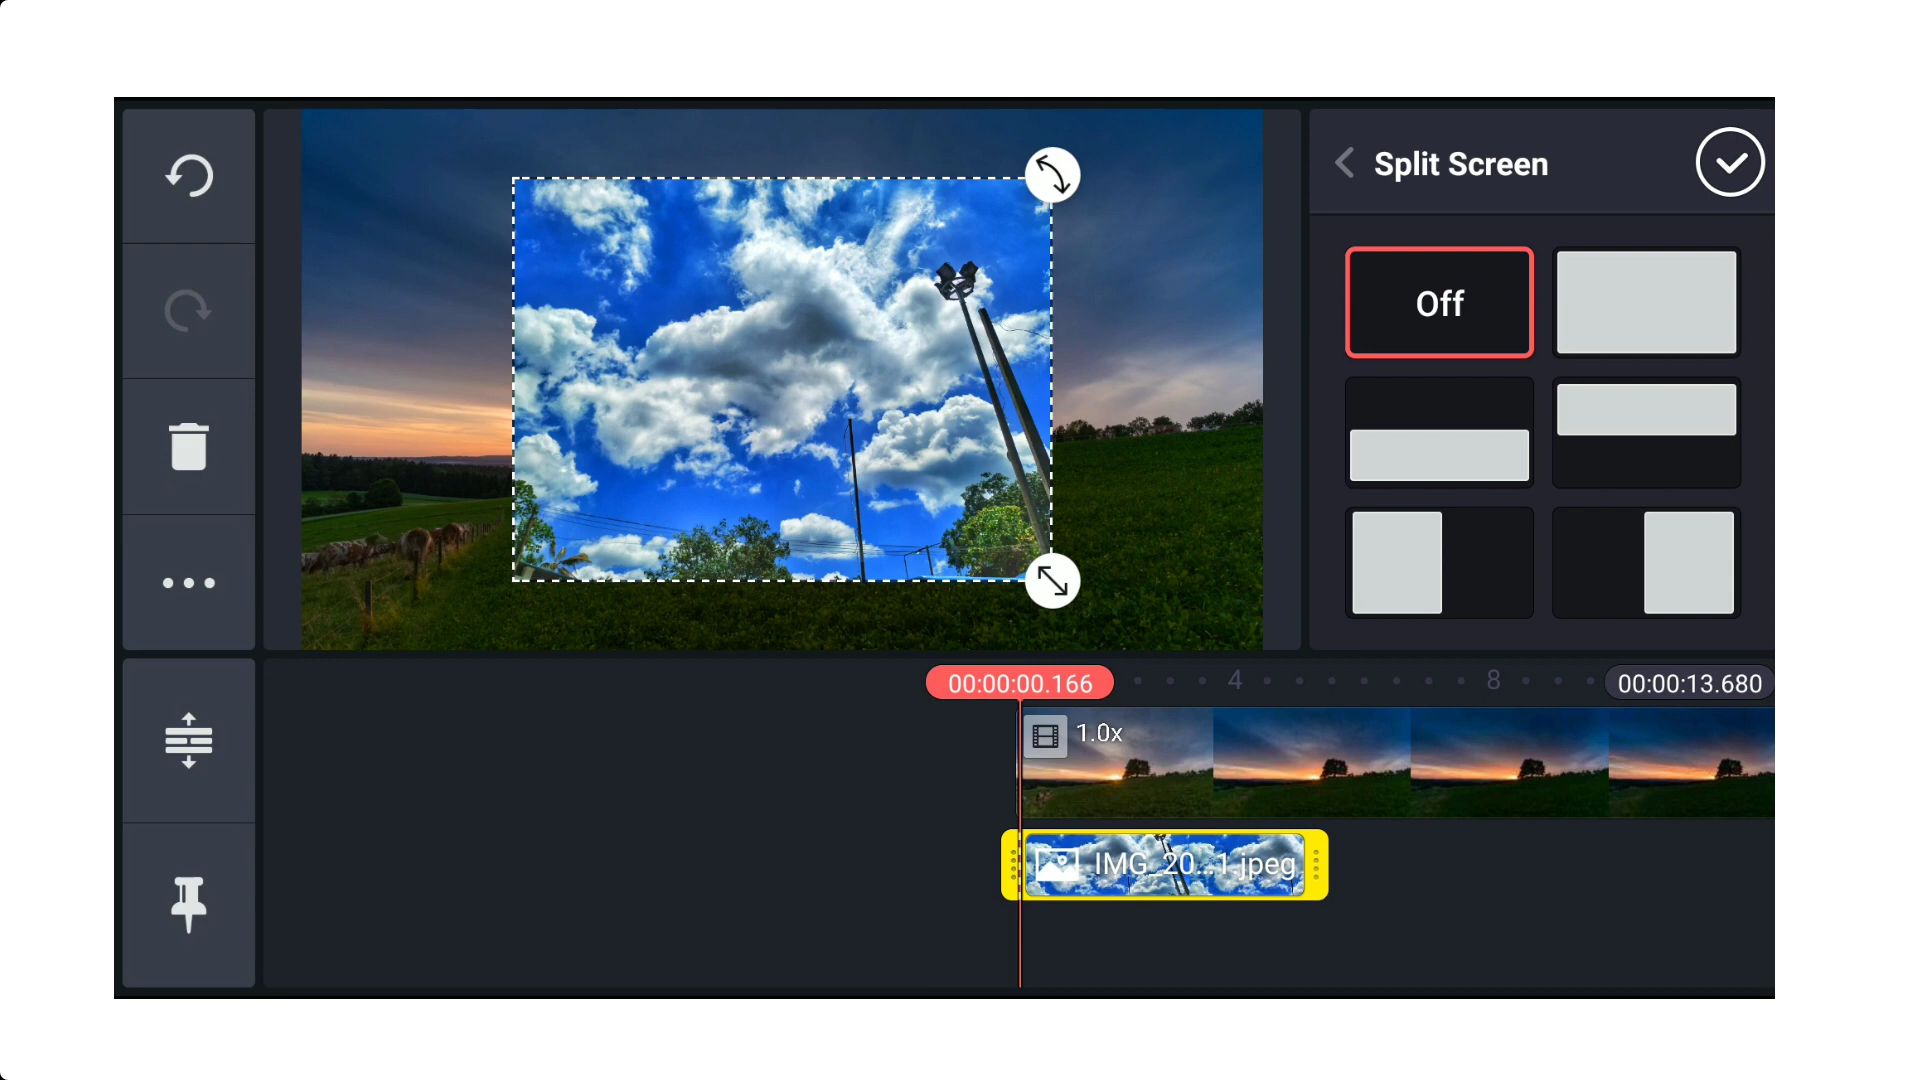 Split Screen
Off
00:00:00.166
4
8
00:00:13.680
1.0x
IMG_20...1.jpeg